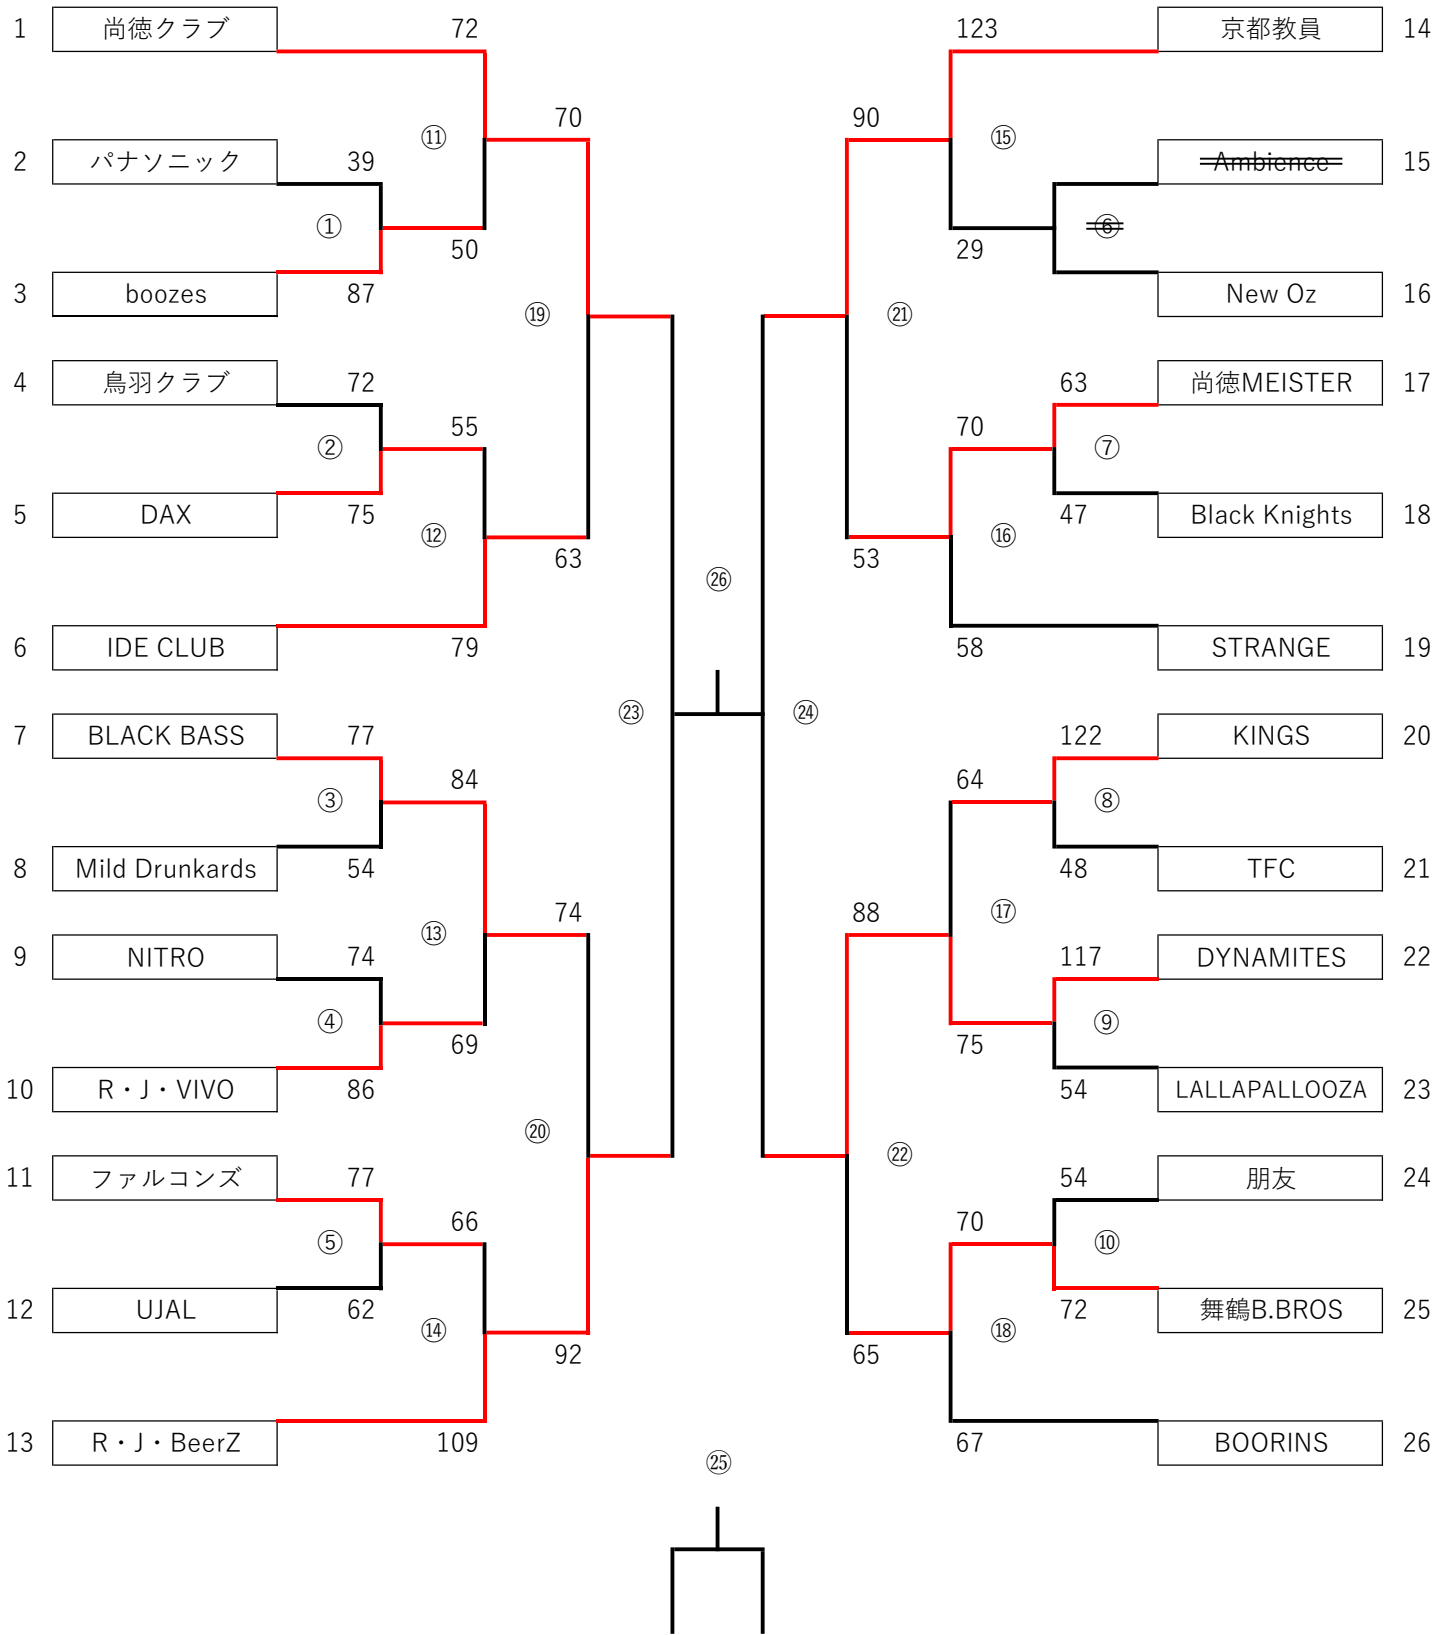 1 尚徳クラブ 72 123 京都教員 14
70 90
⑪ ⑮
2 パナソニック 39 Ambience 15
① ⑥
50 29
3 boozes 87 New Oz 16
⑲ ㉑
4 鳥羽クラブ 72 63 尚徳MEISTER 17
55 70
② ⑦
5 DAX 75 47 Black Knights 18
⑫ ⑯
63 53
㉖
6 IDE CLUB 79 58 STRANGE 19
㉓ ㉔
7 BLACK BASS 77 122 KINGS 20
84 64
③ ⑧
8 Mild Drunkards 54 48 TFC 21
74 88
⑬ ⑰
9 NITRO 74 117 DYNAMITES 22
④ ⑨
69 75
10 R・J・VIVO 86 54 LALLAPALLOOZA 23
⑳ ㉒
11 ファルコンズ 77 54 朋友 24
66 70
⑤ ⑩
12 UJAL 62 72 舞鶴B.BROS 25
⑭ ⑱
92 65
13 R・J・BeerZ 109 67 BOORINS 26
㉕